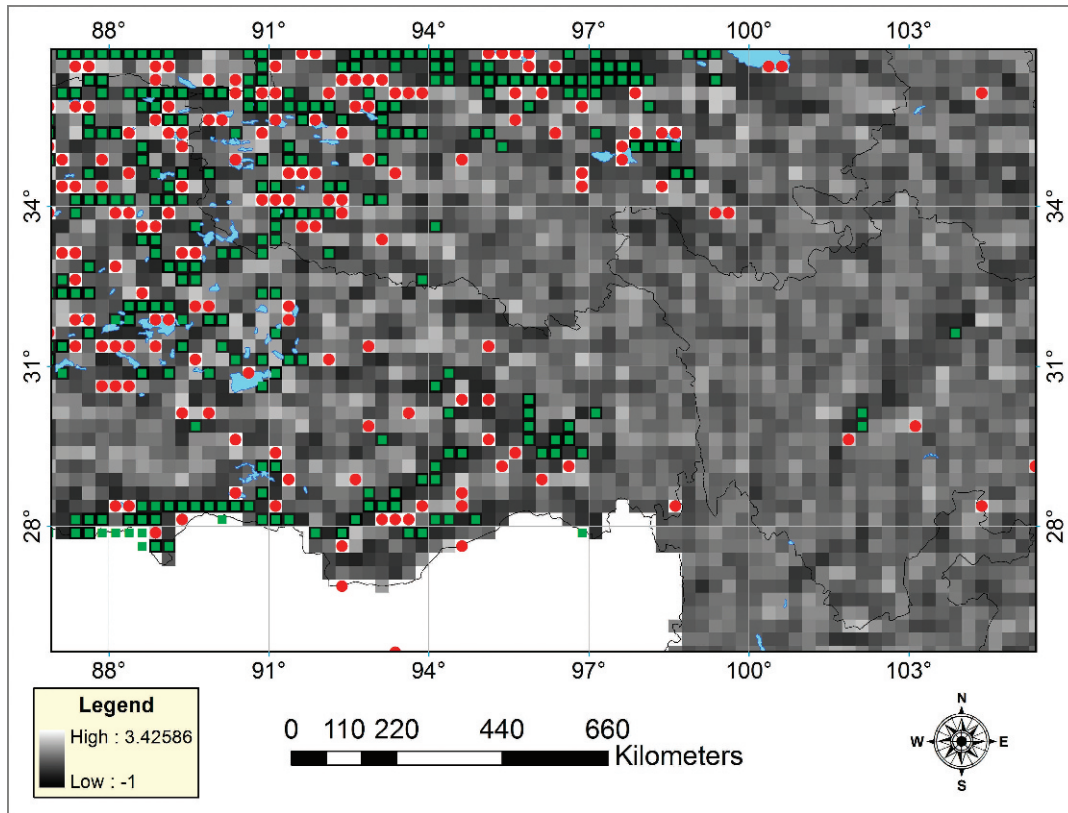 88° 91° 94° 97° 100° 103°
34° 34°
31° 31°
28° 28°
88° 91° 94° 97° 100° 103°
Legend
High : 3.42586
Low : -1
0 110 220 440 660
Kilometers
N
W E
S